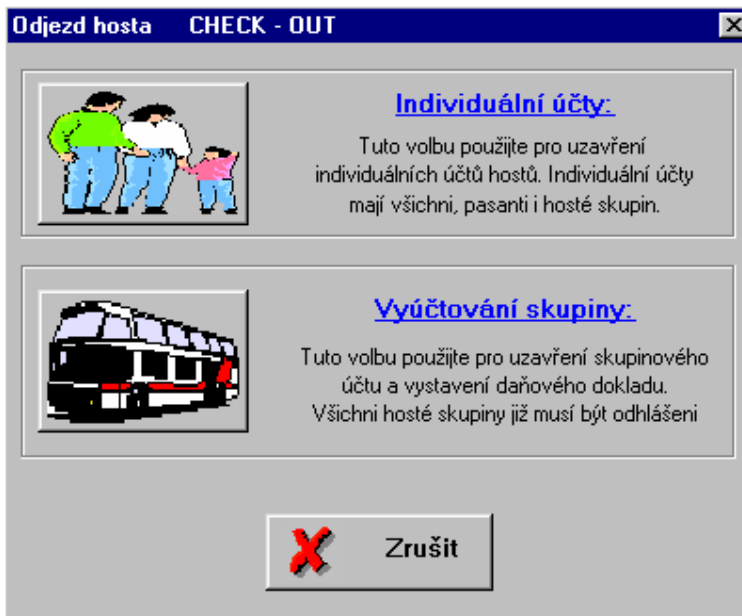 Odjezd hosta CHECK - OUT
Individuální účty:
Tuto volbu použijte pro uzavření
individuálních účtů hostů. Individuální účty
mají všichni, pasanti i hosté skupin.
Vyúčtování skupiny:
Tuto volbu použijte pro uzavření skupinového
účtu a vystavení daňového dokladu.
Všichni hosté skupiny již musí být odhlášeni
Zrušit